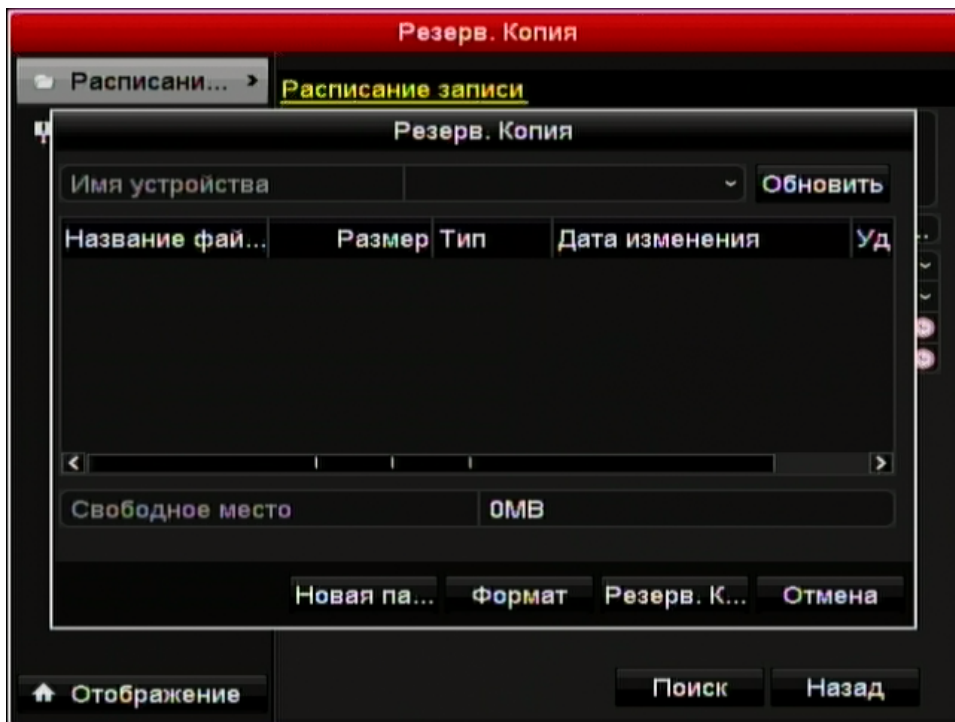 Резерв. Копия
Расписани...
Расписание записи
Резерв. Копия
Имя устройства
Обновить
Название фай... Размер Тип Дата изменения Уд
Свободное место 0MB
Новая па... Формат Резерв. К... Отмена
Отображение Поиск Назад